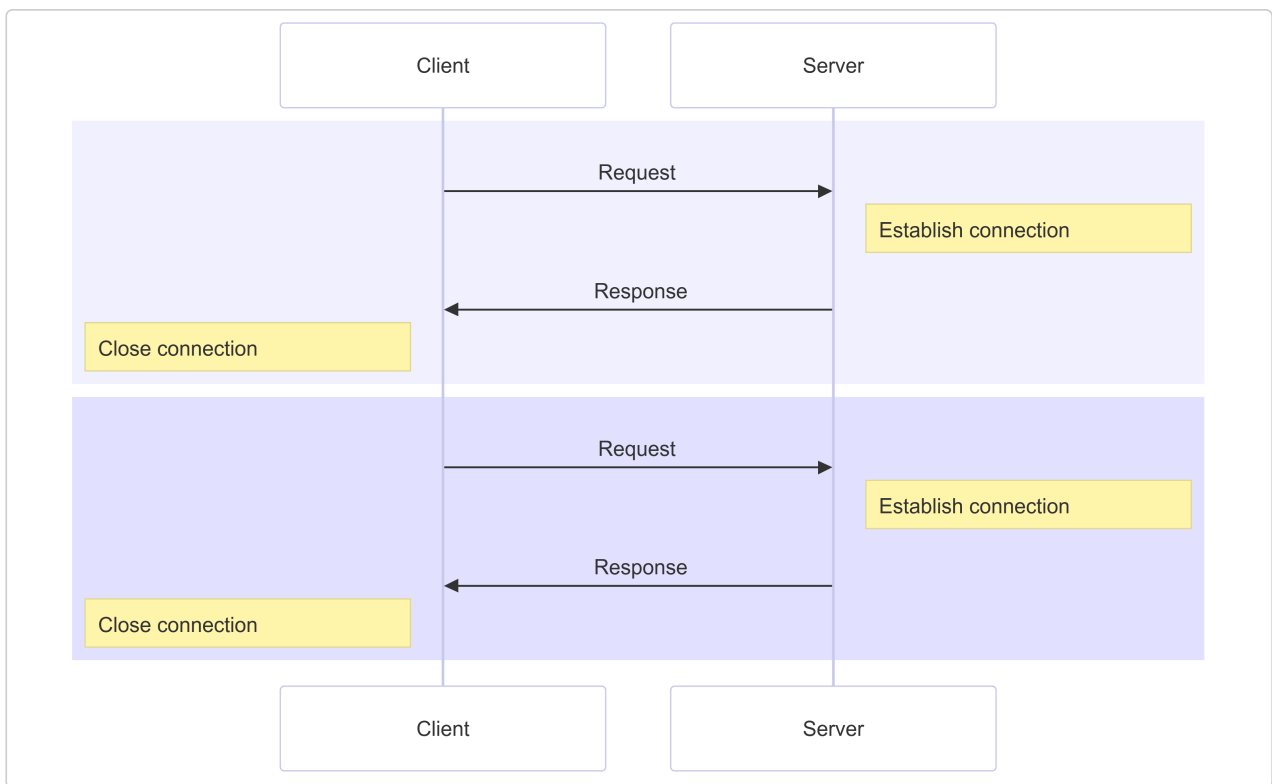 Client
Server
Request
Establish connection
Response
Close connection
Request
Establish connection
Response
Close connection
Client
Server